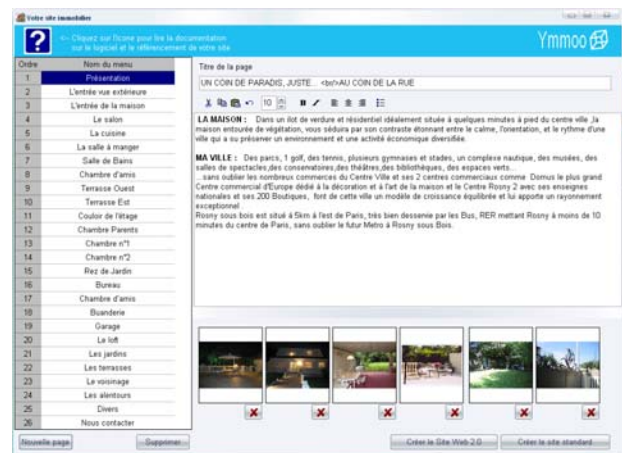 Votre site immobilier
? <-- Cliquez sur l'icone pour lire la documentation
sur le logiciel et le référencement de votre site
Ymmoo
Ordre Nom du menu
1 Présentation
2 L'entrée vue extérieure
3 L'entrée de la maison
4 Le salon
5 La cuisine
6 La salle à manger
7 Salle de Bains
8 Chambre d'amis
9 Terrasse Ouest
10 Terrasse Est
11 Couloir de l'étage
12 Chambre Parents
13 Chambre n°1
14 Chambre n°2
15 Rez de Jardin
16 Bureau
17 Chambre d'amis
18 Buanderie
19 Garage
20 Le loft
21 Les jardins
22 Les terrasses
23 Le voisinage
24 Les alentours
25 Divers
26 Nous contacter
Nouvelle page Supprimer
Titre de la page
UN COIN DE PARADIS, JUSTE... <br/>AU COIN DE LA RUE
10
LA MAISON : Dans un ilot de verdure et résidentiel idéalement située à quelques minutes à pied du centre ville ,la
maison entourée de végétation, vous séduira par son contraste étonnant entre le calme, l'orientation, et le rythme d'une
ville qui a su préserver un environnement et une activité économique diversifiée.
MA VILLE : Des parcs, 1 golf, des tennis, plusieurs gymnases et stades, un complexe nautique, des musées, des
salles de spectacles,des conservatoires,des théâtres,des bibliothèques, des espaces verts...
... sans oublier les nombreux commerces du Centre Ville et ses 2 centres commerciaux comme Domus le plus grand
Centre commercial d'Europe dédié à la décoration et à l'art de la maison et le Centre Rosny 2 avec ses enseignes
nationales et ses 200 Boutiques, font de cette ville un modèle de croissance équilibrée et lui apporte un rayonnement
exceptionnel .
Rosny sous bois est situé à 5km à l'est de Paris, très bien desservie par les Bus, RER mettant Rosny à moins de 10
minutes du centre de Paris, sans oublier le futur Metro à Rosny sous Bois.
Créer le Site Web 2.0 Créer le site standard